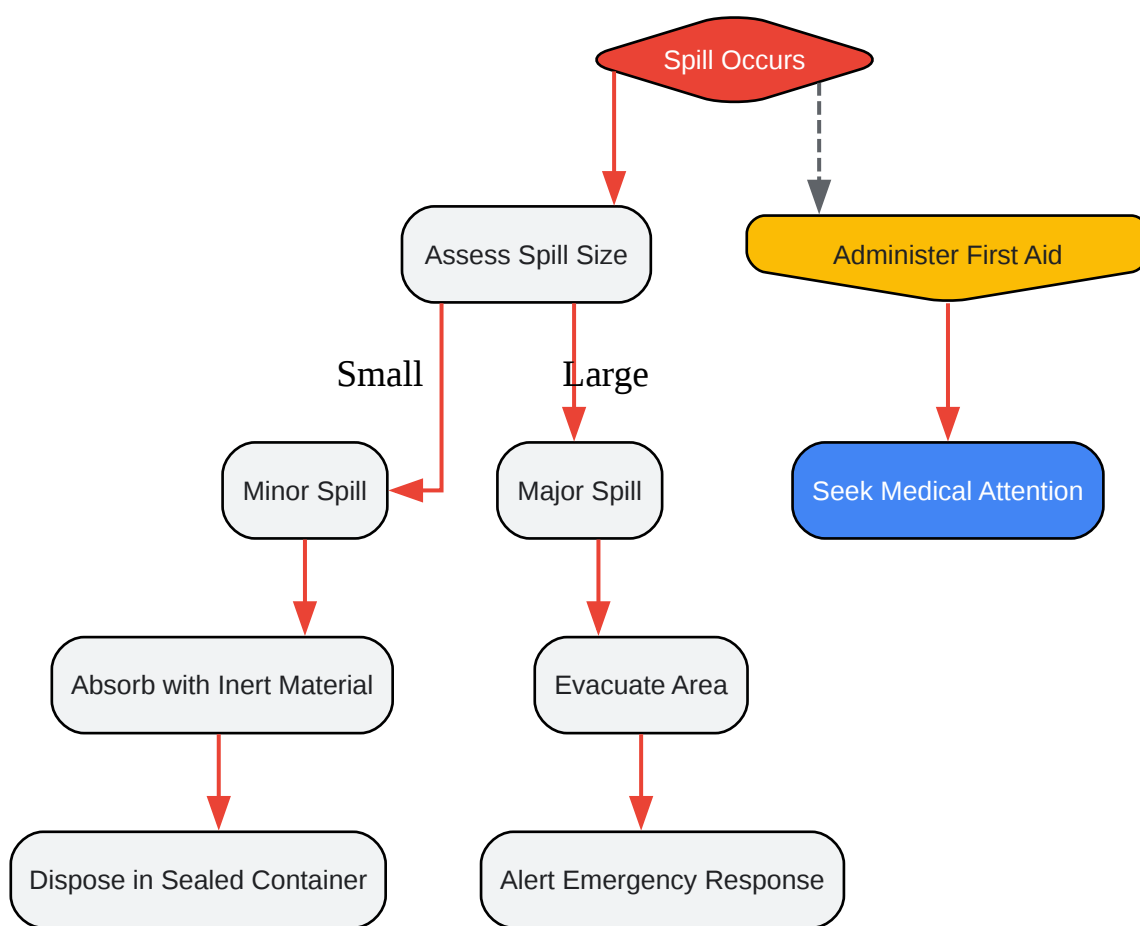 Spill Occurs
Assess Spill Size
Administer First Aid
Small
Large
Minor Spill
Major Spill
Seek Medical Attention
Absorb with Inert Material
Evacuate Area
Dispose in Sealed Container
Alert Emergency Response